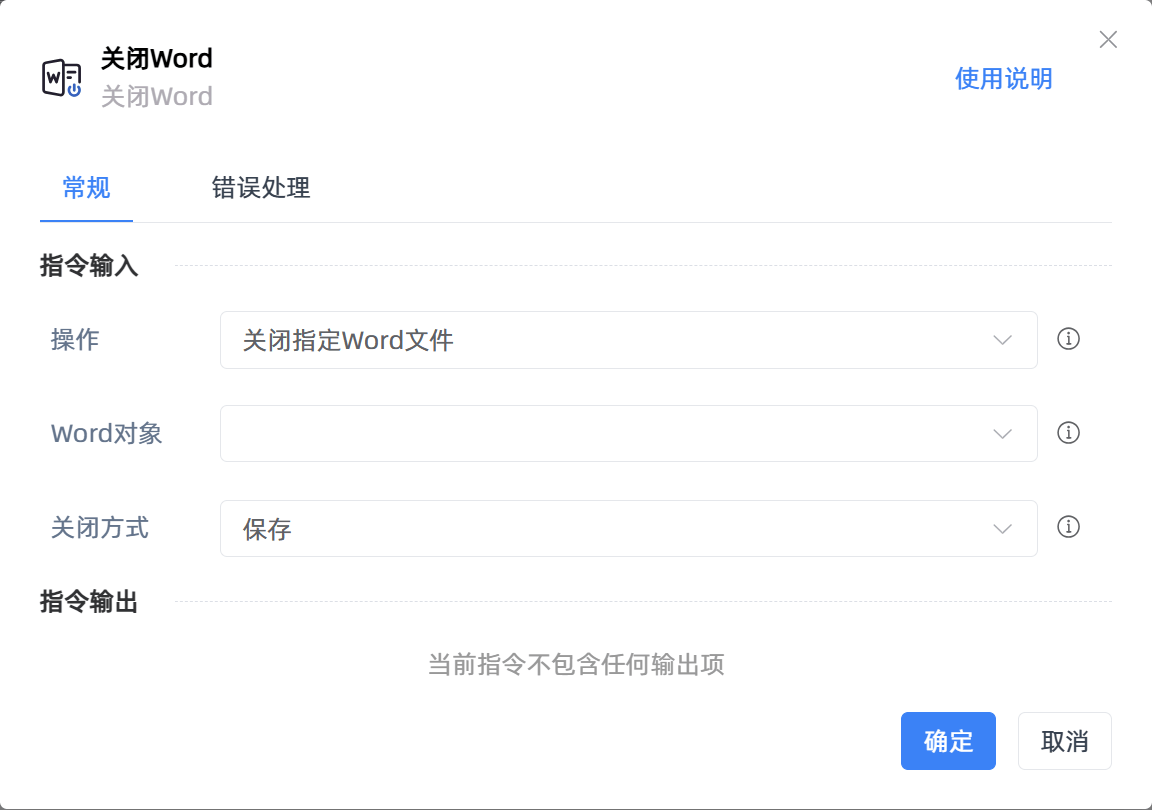 关闭Word
关闭Word
使用说明
常规
错误处理
指令输入
操作
关闭指定Word文件
Word对象
关闭方式
保存
指令输出
当前指令不包含任何输出项
确定
取消